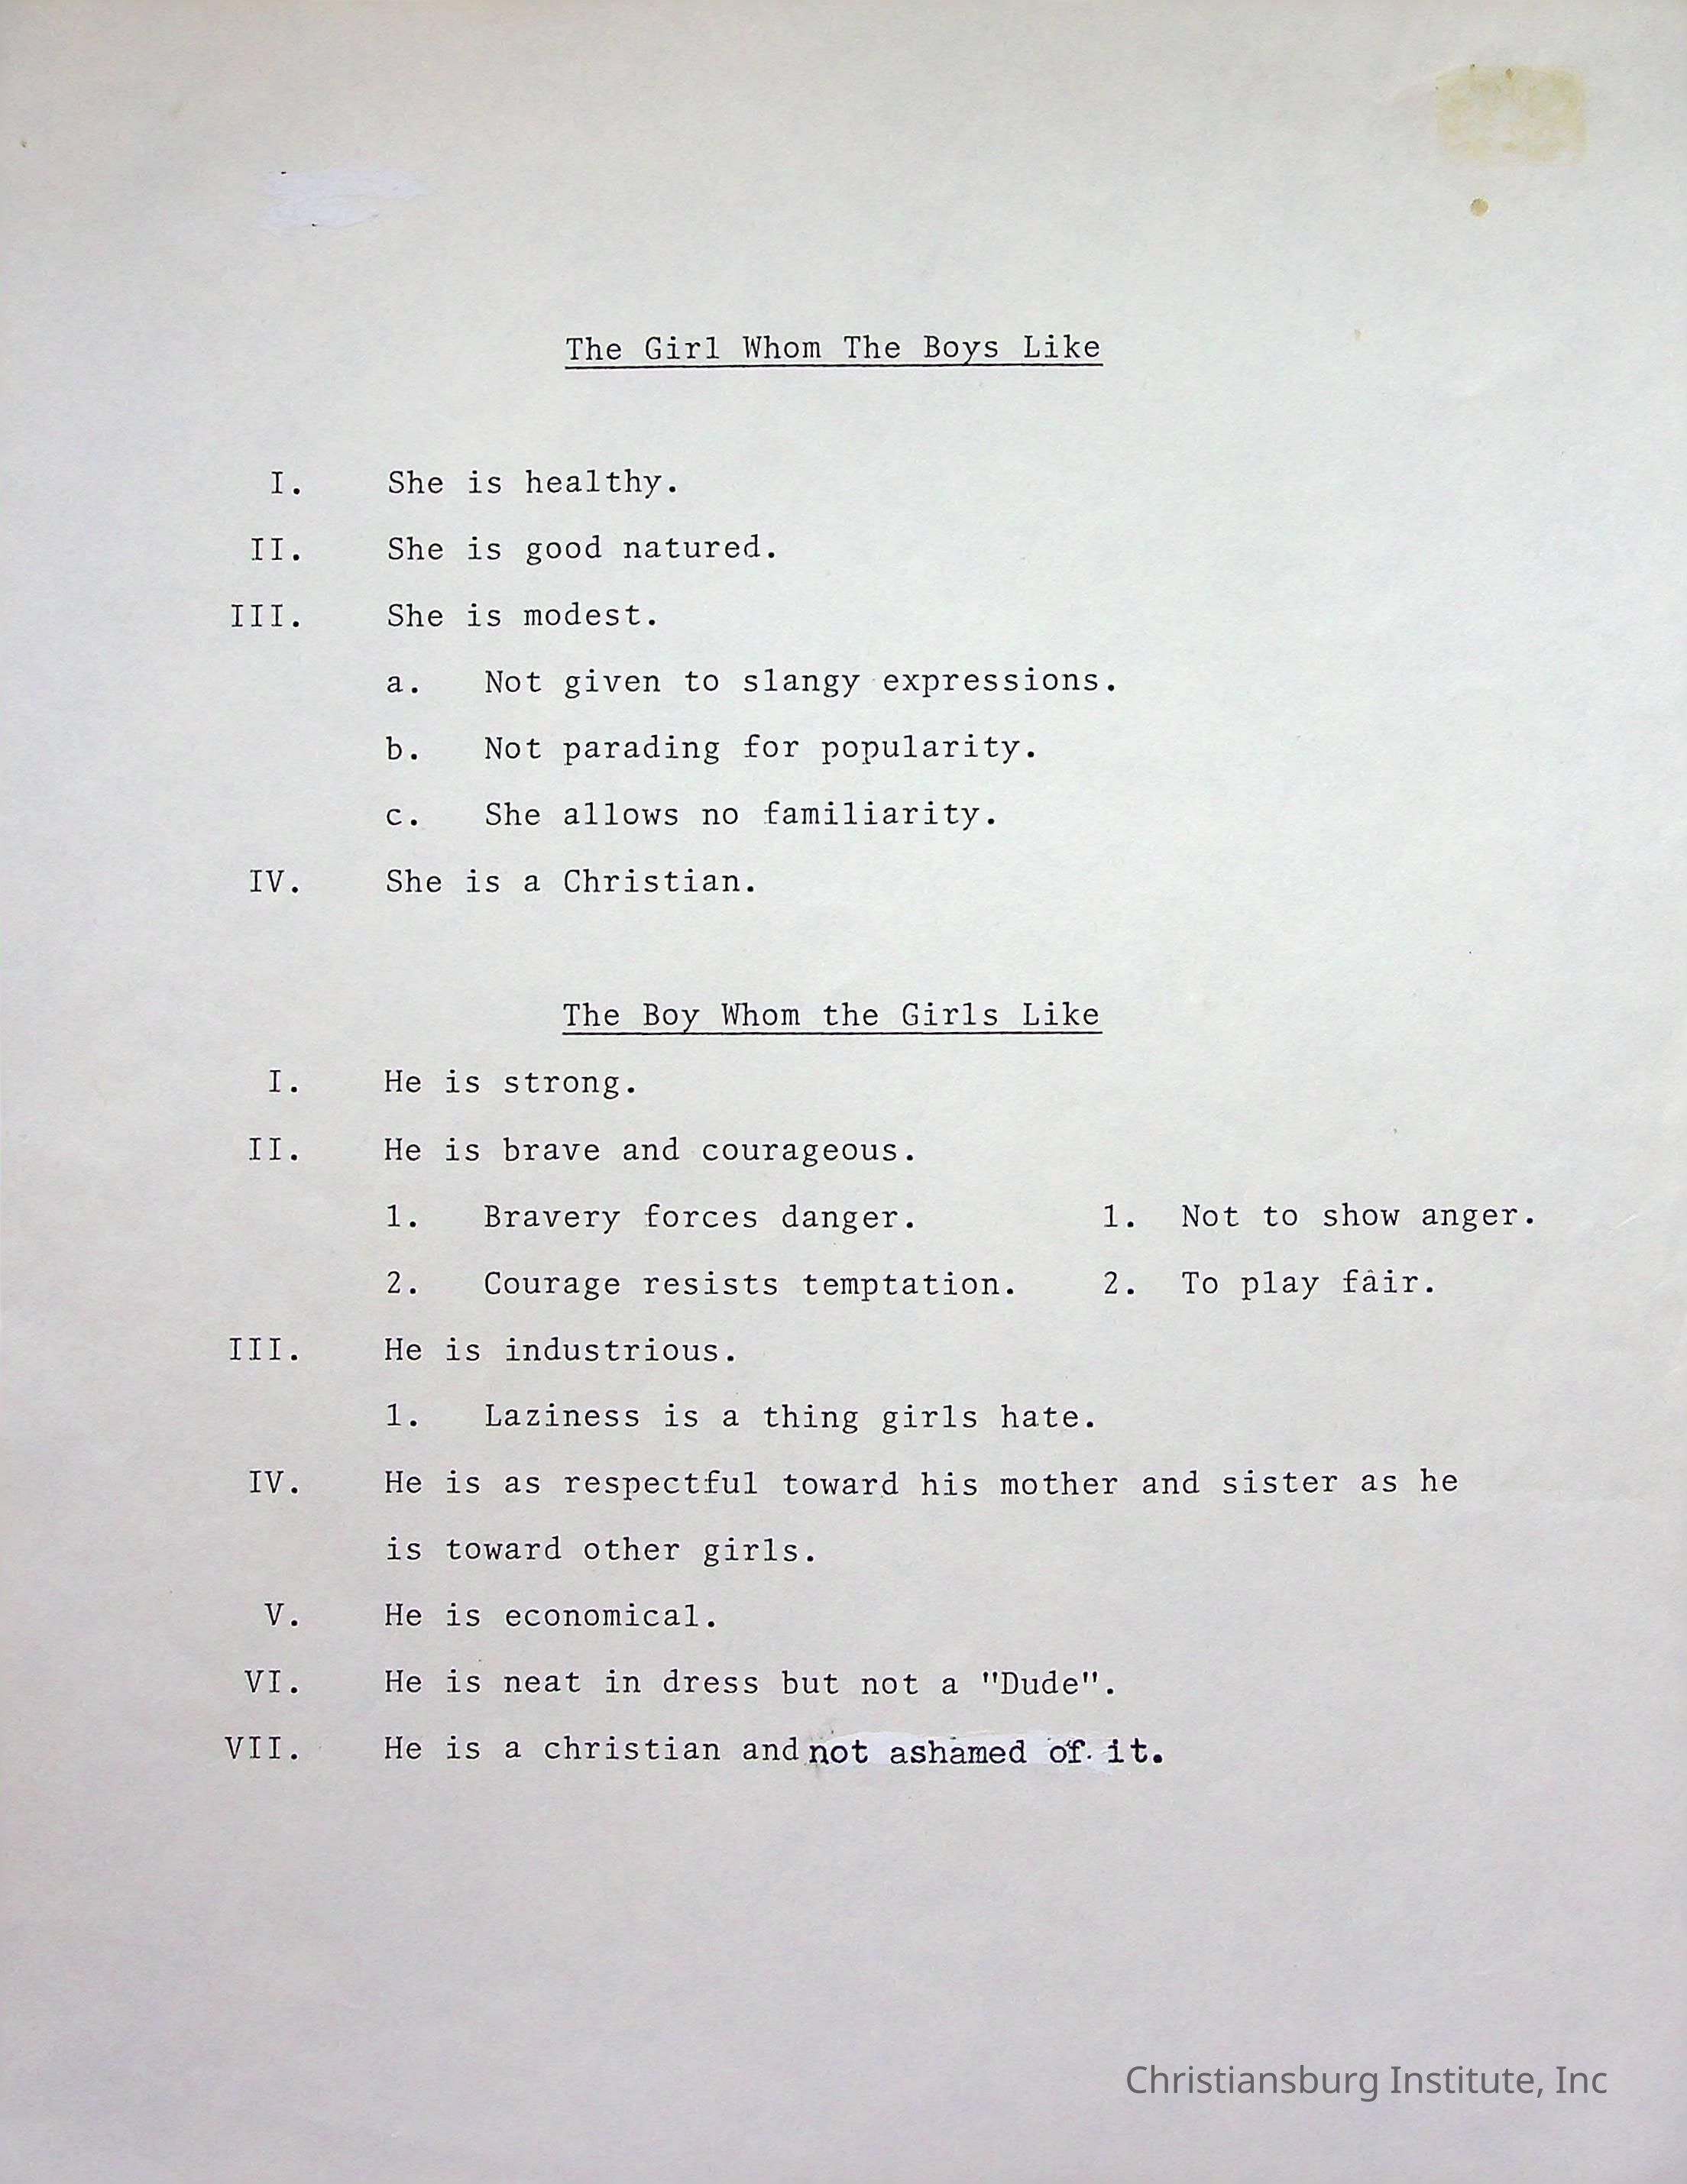 The Girl Whom The Boys Like
I. She is healthy.
II. She is good natured.
III. She is modest.
a. Not given to slangy expressions.
b. Not parading for popularity.
c. She allows no familiarity.
IV. She is a Christian.
The Boy Whom the Girls Like
I. He is strong.
II. He is brave and courageous.
1. Bravery forces danger. 1. Not to show anger.
2. Courage resists temptation. 2. To play fair.
III. He is industrious.
1. Laziness is a thing girls hate.
IV. He is as respectful toward his mother and sister as he
is toward other girls.
V. He is economical.
VI. He is neat in dress but not a "Dude".
VII. He is a christian and not ashamed of it.
Christiansburg Institute, Inc